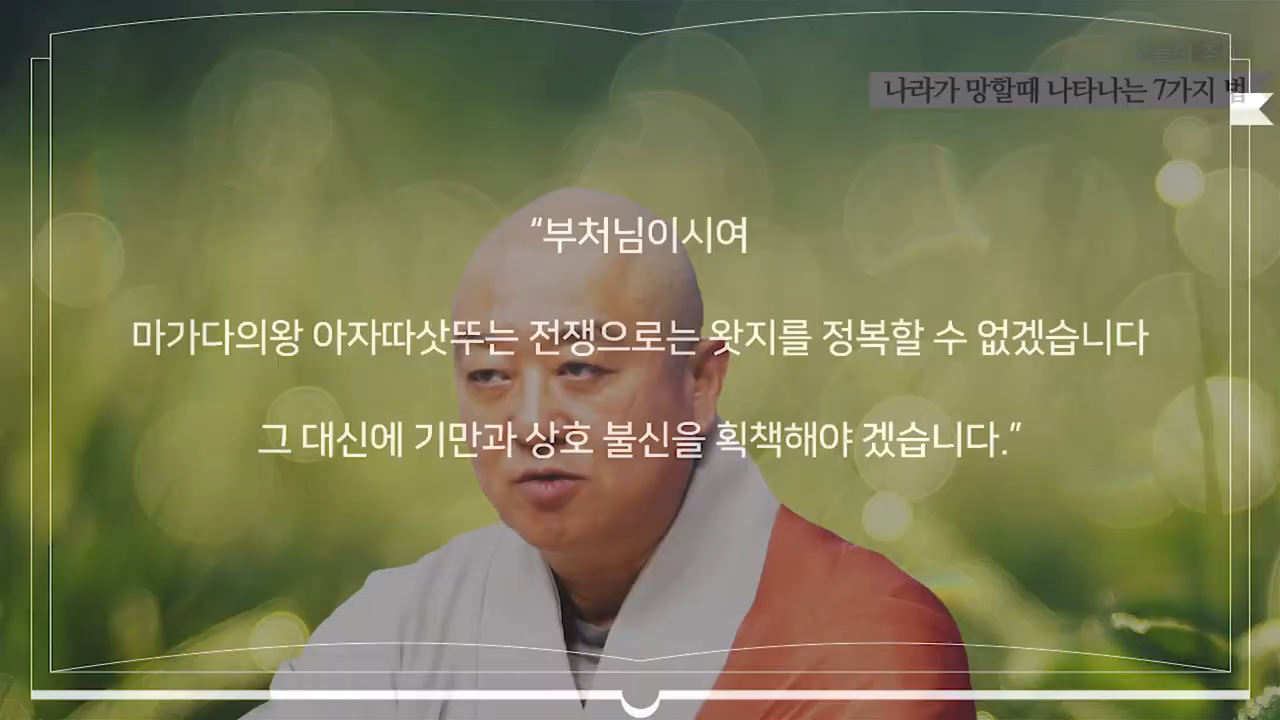 나라가 망할때 나타나는 7가지 법
“부처님이시여
마가다의왕 아자따삿뚜는 전쟁으로는 왓지를 정복할 수 없겠습니다
그 대신에 기만과 상호 불신을 획책해야 겠습니다.”